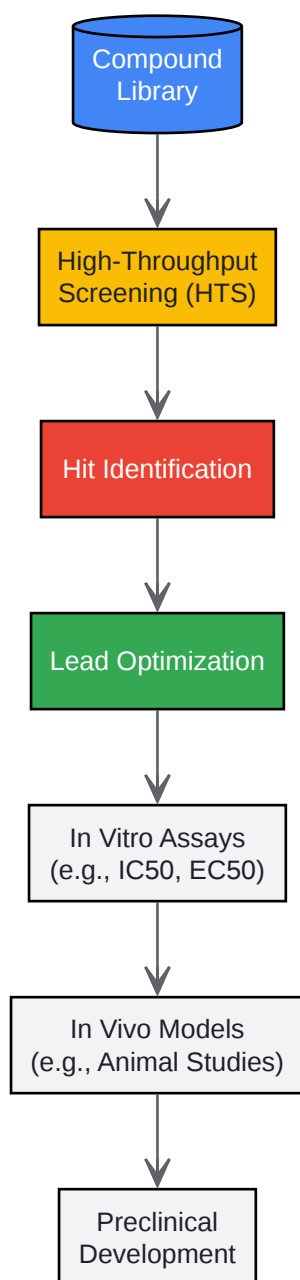 Compound
Library
High-Throughput
Screening (HTS)
Hit Identification
Lead Optimization
In Vitro Assays
(e.g., IC50, EC50)
In Vivo Models
(e.g., Animal Studies)
Preclinical
Development